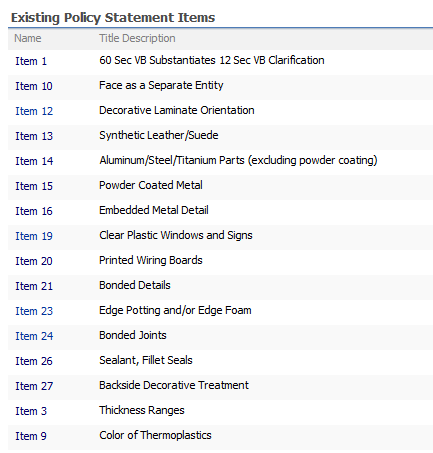 Existing Policy Statement Items
Name Title Description
Item 1 60 Sec VB Substantiates 12 Sec VB Clarification
Item 10 Face as a Separate Entity
Item 12 Decorative Laminate Orientation
Item 13 Synthetic Leather/Suede
Item 14 Aluminum/Steel/Titanium Parts (excluding powder coating)
Item 15 Powder Coated Metal
Item 16 Embedded Metal Detail
Item 19 Clear Plastic Windows and Signs
Item 20 Printed Wiring Boards
Item 21 Bonded Details
Item 23 Edge Potting and/or Edge Foam
Item 24 Bonded Joints
Item 26 Sealant, Fillet Seals
Item 27 Backside Decorative Treatment
Item 3 Thickness Ranges
Item 9 Color of Thermoplastics